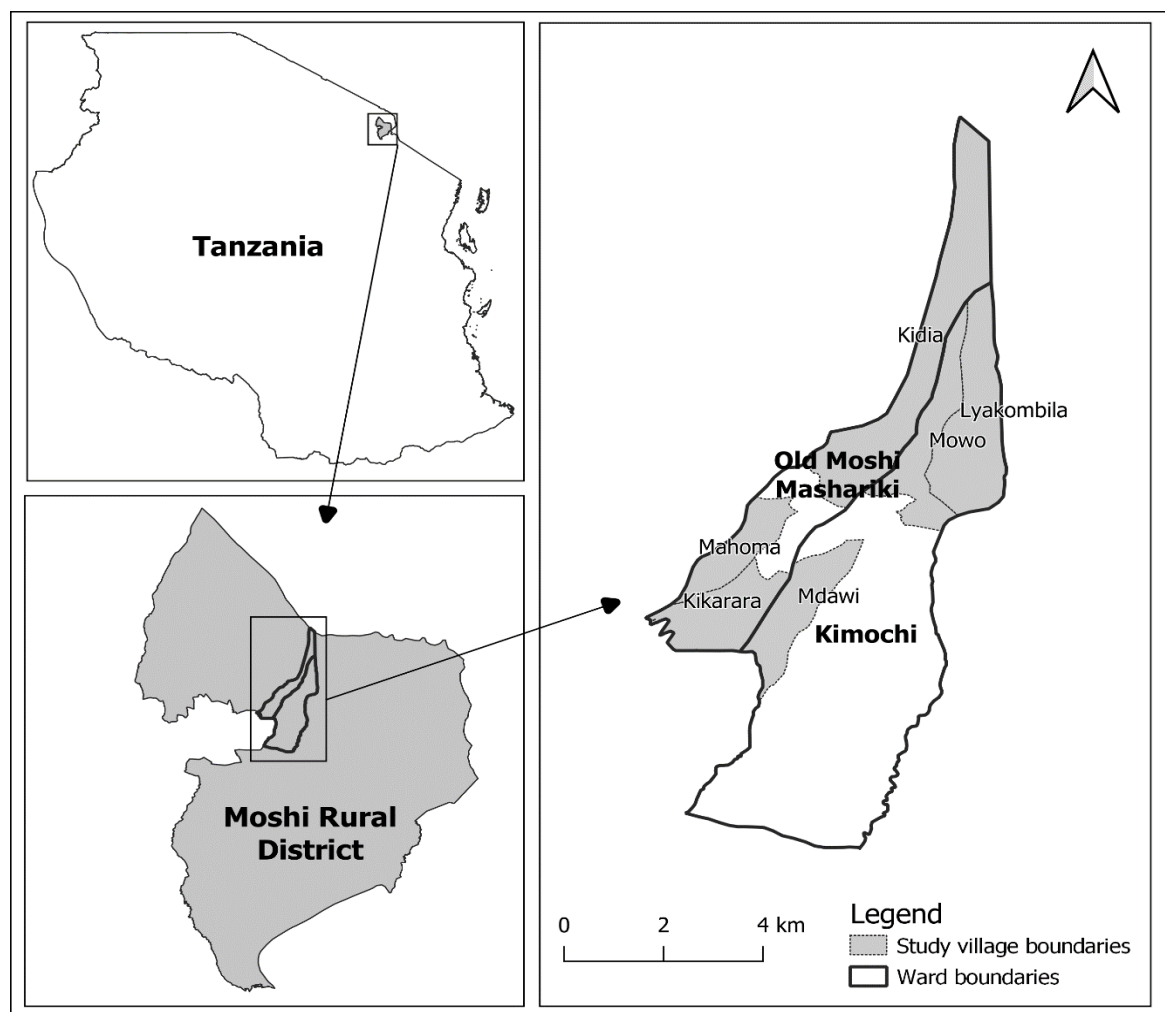 Tanzania
Moshi Rural
District
Kidia
Lyakombila
Mowo
Old Moshi
Mashariki
Mahoma
Kikarara
Mdawi
Kimochi
0 2 4 km
Legend
Study village boundaries
Ward boundaries